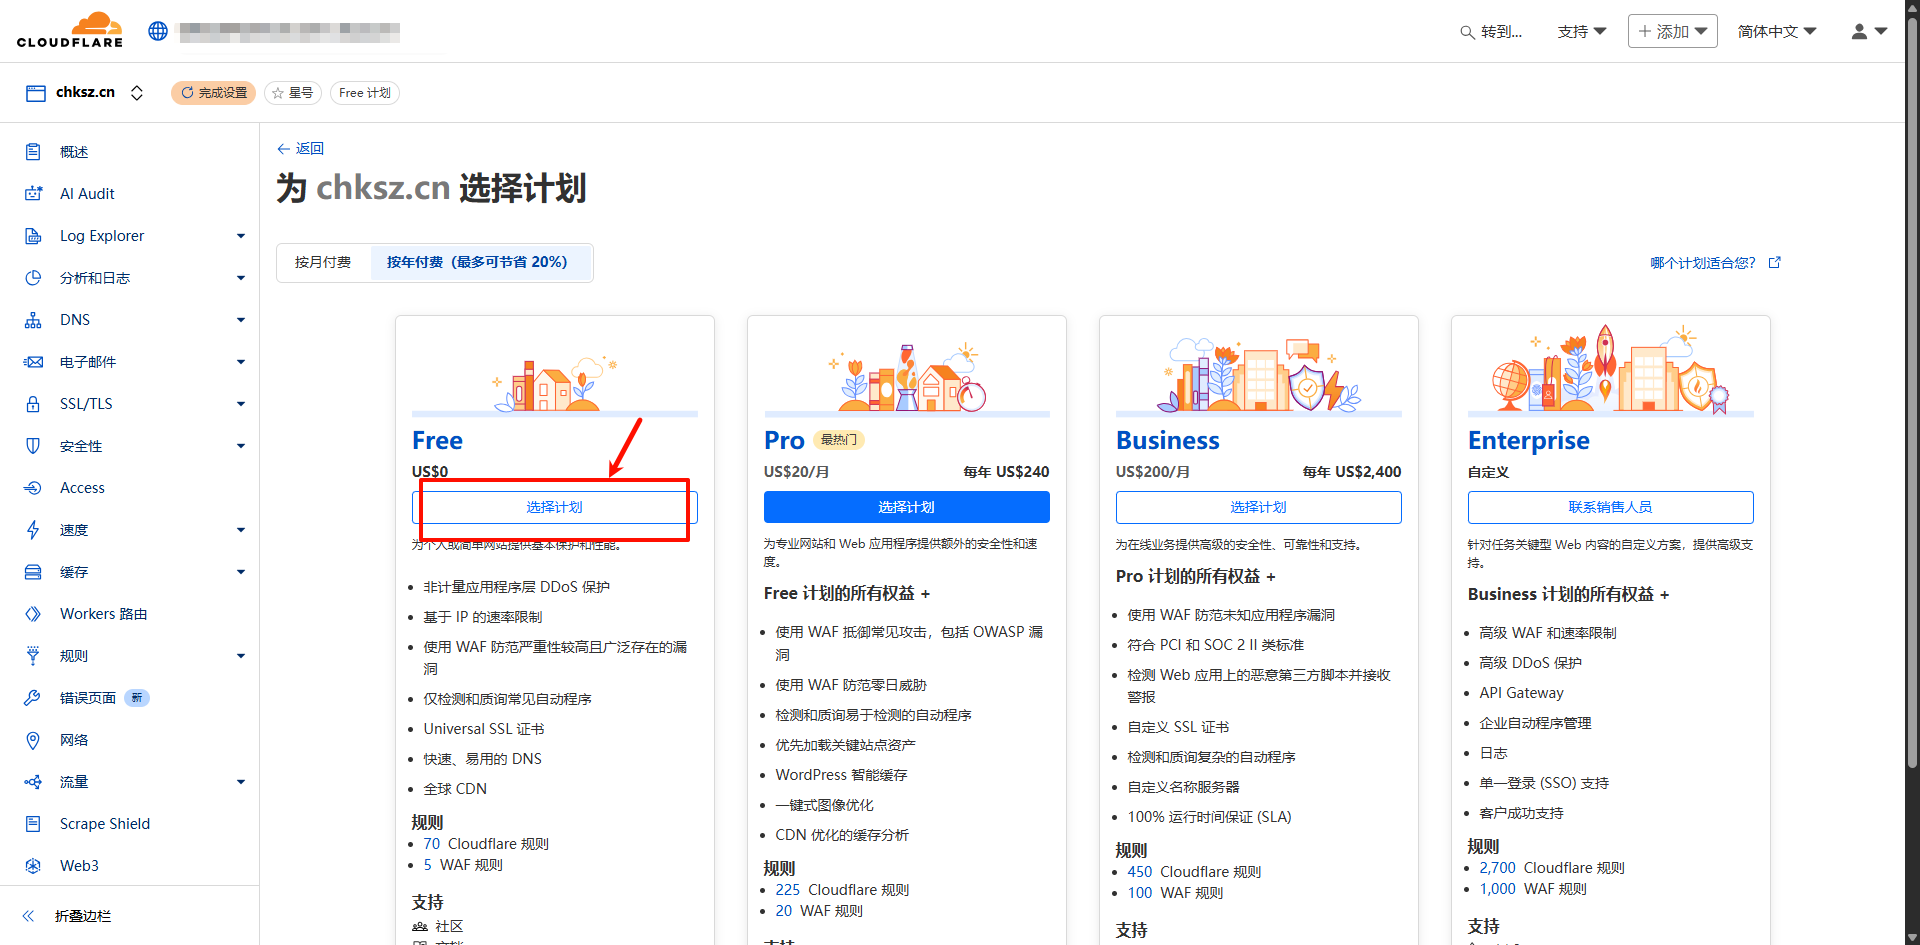 CLOUDFLARE
转到...
支持
添加
简体中文
chksz.cn
完成设置
星号
Free 计划
概述
AI Audit
Log Explorer
分析和日志
DNS
电子邮件
SSL/TLS
安全性
Access
速度
缓存
Workers 路由
规则
错误页面 新
网络
流量
Scrape Shield
Web3
折叠边栏
返回
为 chksz.cn 选择计划
按月付费
按年付费（最多可节省 20%）
哪个计划适合您？
Free
US$0
选择计划
为个人或简单网站提供基本保护和性能。
非计量应用程序层 DDoS 保护
基于 IP 的速率限制
使用 WAF 防范严重性较高且广泛存在的漏
洞
仅检测和质询常见自动程序
Universal SSL 证书
快速、易用的 DNS
全球 CDN
规则
70 Cloudflare 规则
5 WAF 规则
支持
社区
Pro 最热门
US$20/月 每年 US$240
选择计划
为专业网站和 Web 应用程序提供额外的安全性和速
度。
Free 计划的所有权益 +
使用 WAF 抵御常见攻击，包括 OWASP 漏
洞
使用 WAF 防范零日威胁
检测和质询易于检测的自动程序
优先加载关键站点资产
WordPress 智能缓存
一键式图像优化
CDN 优化的缓存分析
规则
225 Cloudflare 规则
20 WAF 规则
Business
US$200/月 每年 US$2,400
选择计划
为在线业务提供高级的安全性、可靠性和支持。
Pro 计划的所有权益 +
使用 WAF 防范未知应用程序漏洞
符合 PCI 和 SOC 2 II 类标准
检测 Web 应用上的恶意第三方脚本并接收
警报
自定义 SSL 证书
检测和质询复杂的自动程序
自定义名称服务器
100% 运行时间保证 (SLA)
规则
450 Cloudflare 规则
100 WAF 规则
支持
Enterprise
自定义
联系销售人员
针对任务关键型 Web 内容的自定义方案，提供高级支
持。
Business 计划的所有权益 +
高级 WAF 和速率限制
高级 DDoS 保护
API Gateway
企业自动程序管理
日志
单一登录 (SSO) 支持
客户成功支持
规则
2,700 Cloudflare 规则
1,000 WAF 规则
支持